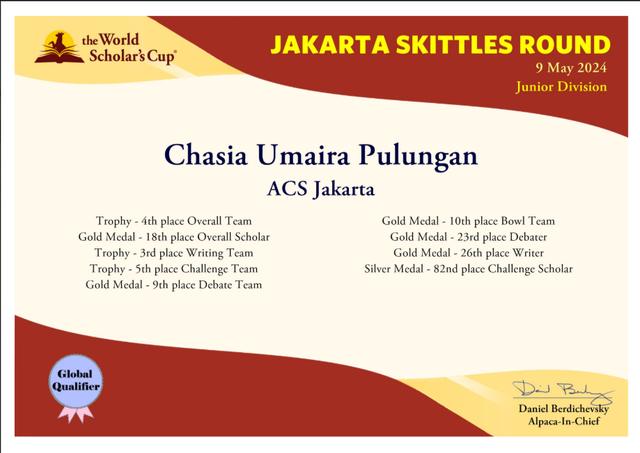 the World
Scholar's Cup®
JAKARTA SKITTLES ROUND
9 May 2024
Junior Division
Chasia Umaira Pulungan
ACS Jakarta
Trophy - 4th place Overall Team
Gold Medal - 18th place Overall Scholar
Trophy - 3rd place Writing Team
Trophy - 5th place Challenge Team
Gold Medal - 9th place Debate Team
Gold Medal - 10th place Bowl Team
Gold Medal - 23rd place Debater
Gold Medal - 26th place Writer
Silver Medal - 82nd place Challenge Scholar
Global
Qualifier
Daniel Berdichevsky
Alpaca-In-Chief